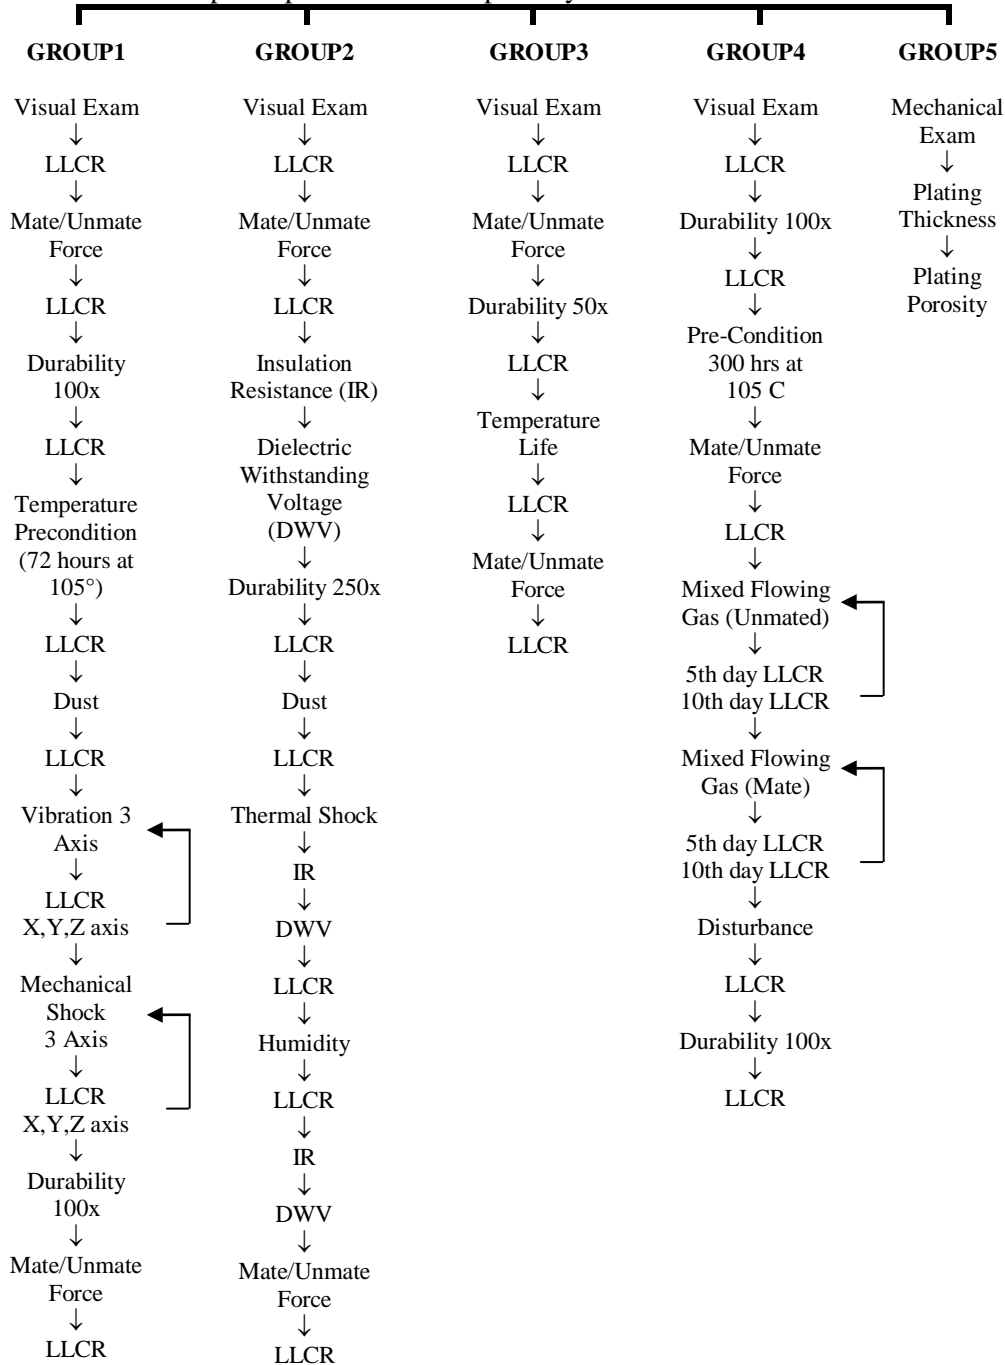 GROUP1
Visual Exam
↓
LLCR
↓
Mate/Unmate
Force
↓
LLCR
↓
Durability
100x
↓
LLCR
↓
Temperature
Precondition
(72 hours at
105°)
↓
LLCR
↓
Dust
↓
LLCR
↓
Vibration 3
Axis
↓
LLCR
X,Y,Z axis
↓
Mechanical
Shock
3 Axis
↓
LLCR
X,Y,Z axis
↓
Durability
100x
↓
Mate/Unmate
Force
↓
LLCR
GROUP2
Visual Exam
↓
LLCR
↓
Mate/Unmate
Force
↓
LLCR
↓
Insulation
Resistance (IR)
↓
Dielectric
Withstanding
Voltage
(DWV)
↓
Durability 250x
↓
LLCR
↓
Dust
↓
LLCR
↓
Thermal Shock
↓
IR
↓
DWV
↓
LLCR
↓
Humidity
↓
LLCR
↓
IR
↓
DWV
↓
Mate/Unmate
Force
↓
LLCR
GROUP3
Visual Exam
↓
LLCR
↓
Mate/Unmate
Force
↓
Durability 50x
↓
LLCR
↓
Temperature
Life
↓
LLCR
↓
Mate/Unmate
Force
↓
LLCR
GROUP4
Visual Exam
↓
LLCR
↓
Durability 100x
↓
LLCR
↓
Pre-Condition
300 hrs at
105 C
↓
Mate/Unmate
Force
↓
LLCR
↓
Mixed Flowing
Gas (Unmated)
↓
5th day LLCR
10th day LLCR
↓
Mixed Flowing
Gas (Mate)
↓
5th day LLCR
10th day LLCR
↓
Disturbance
↓
LLCR
↓
Durability 100x
↓
LLCR
GROUP5
Mechanical
Exam
↓
Plating
Thickness
↓
Plating
Porosity